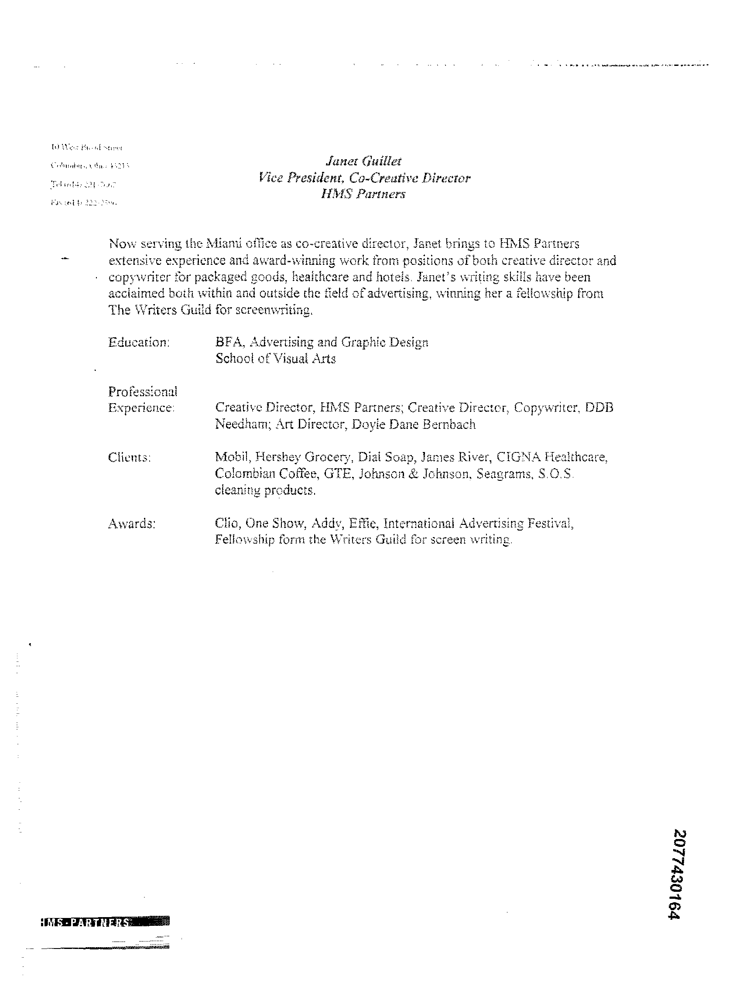 10 West Broad Street
Columbus, Ohio 43215
Tel (614) 221-7667
Fax (614) 222-2596
Janet Guillet
Vice President, Co-Creative Director
HMS Partners
Now serving the Miami office as co-creative director, Janet brings to HMS Partners
extensive experience and award-winning work from positions of both creative director and
copywriter for packaged goods, healthcare and hotels. Janet's writing skills have been
acclaimed both within and outside the field of advertising, winning her a fellowship from
The Writers Guild for screenwriting.
Education: BFA, Advertising and Graphic Design
School of Visual Arts
Professional
Experience: Creative Director, HMS Partners; Creative Director, Copywriter, DDB
Needham; Art Director, Doyle Dane Bernbach
Clients: Mobil, Hershey Grocery, Dial Soap, James River, CIGNA Healthcare,
Colombian Coffee, GTE, Johnson & Johnson, Seagrams, S.O.S.
cleaning products.
Awards: Clio, One Show, Addy, Effie, International Advertising Festival,
Fellowship form the Writers Guild for screen writing.
2077430164
HMS·PARTNERS